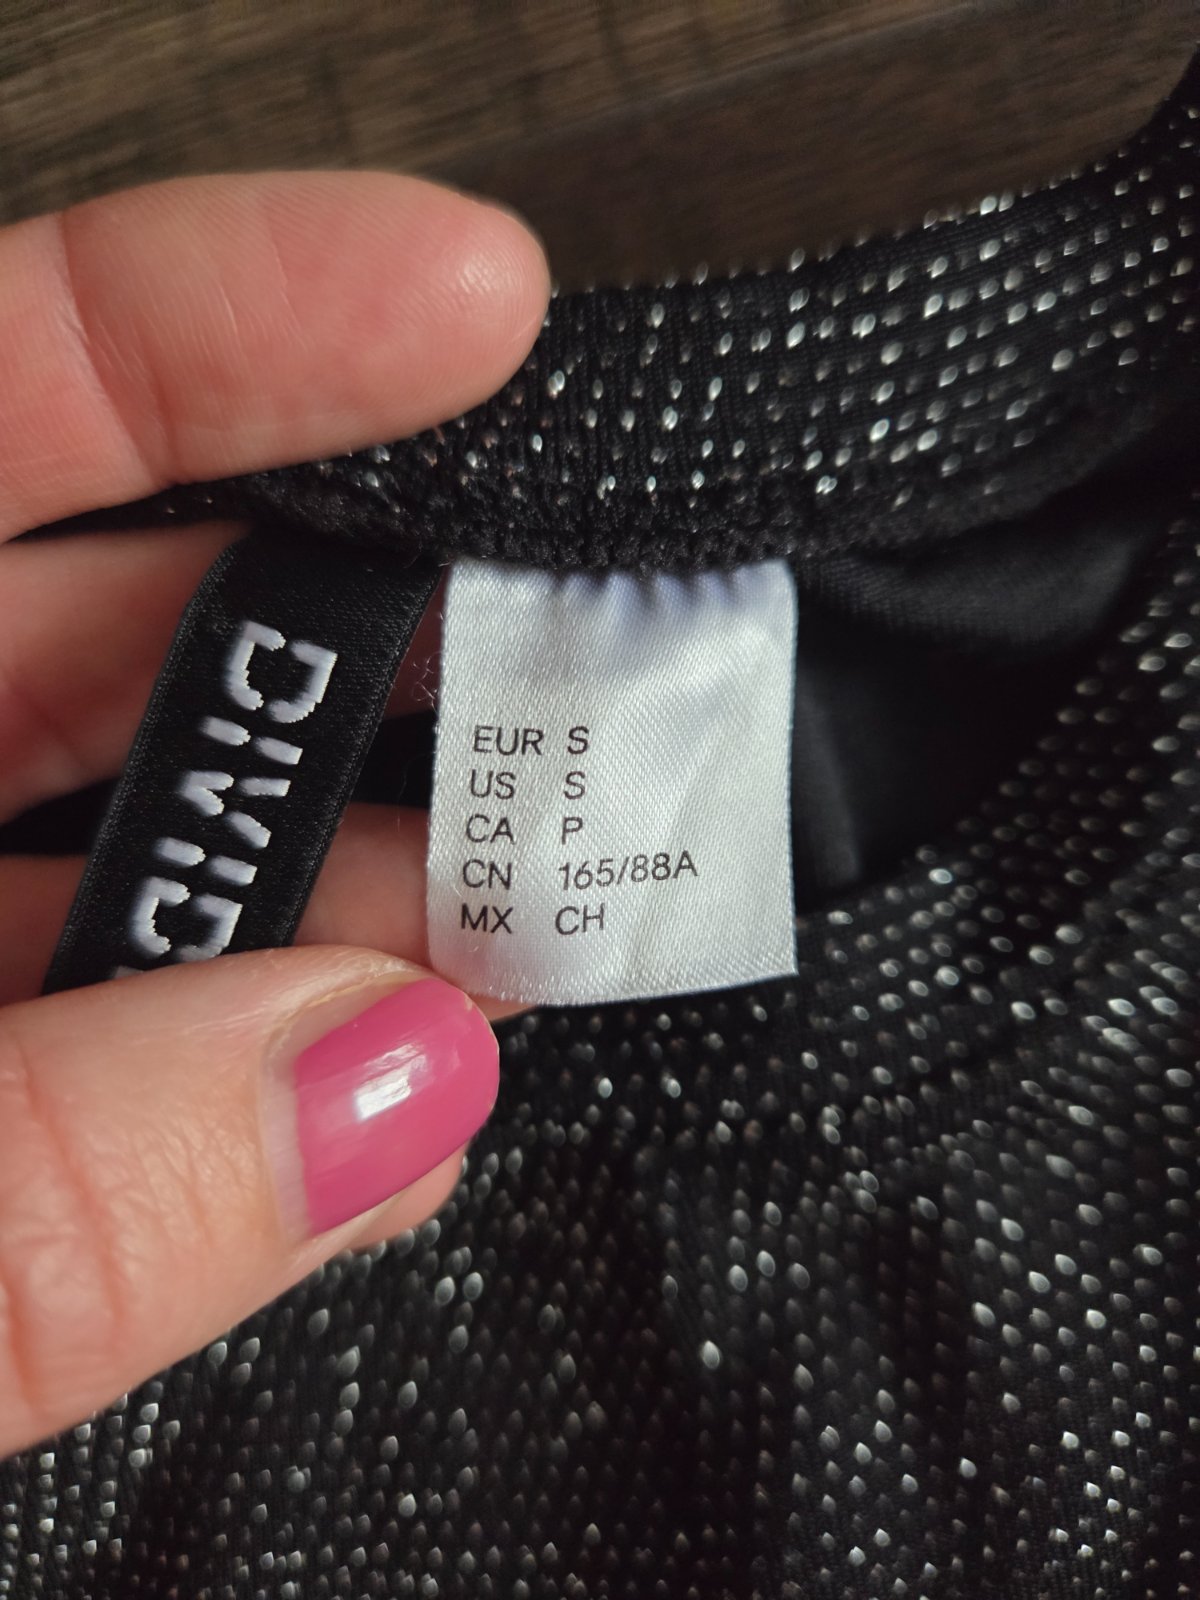 EUR S
US S
CA P
CN 165/88A
MX CH